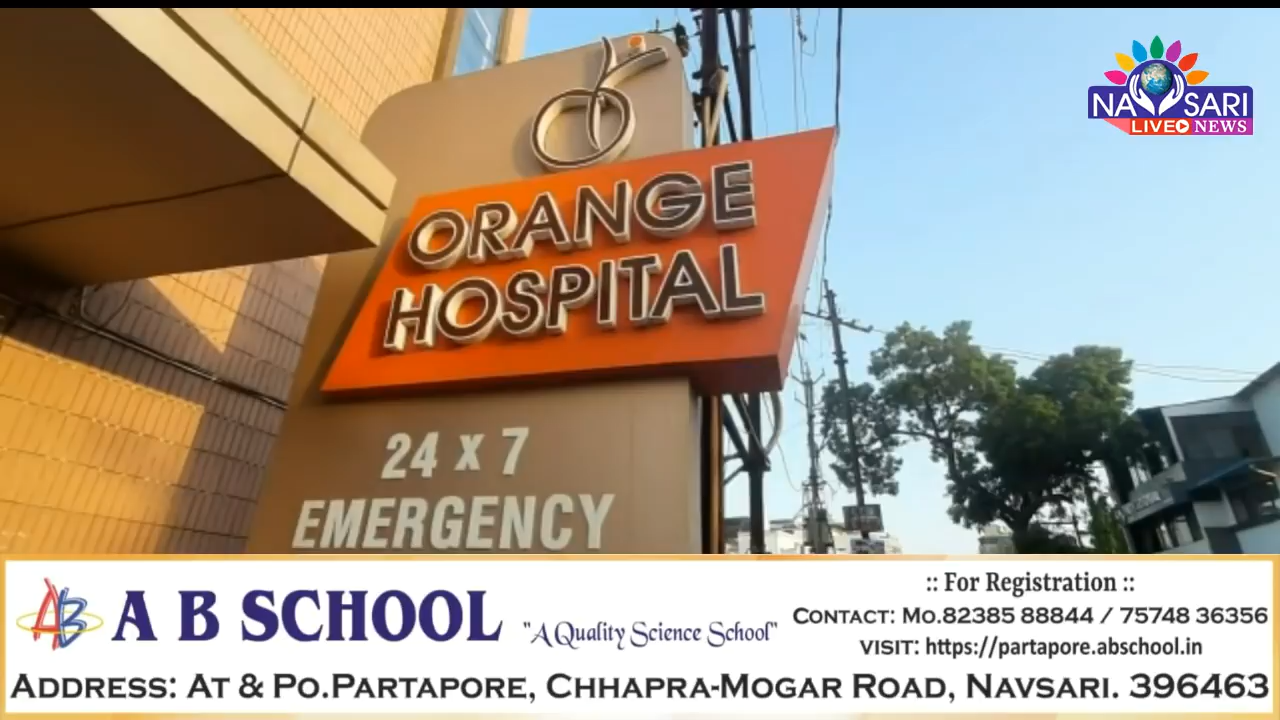 NAVSARI
LIVE NEWS
ORANGE
HOSPITAL
24 x 7
EMERGENCY
AB
A B SCHOOL
"A Quality Science School"
:: For Registration ::
CONTACT: MO.82385 88844 / 75748 36356
VISIT: https://partapore.abschool.in
ADDRESS: AT & PO.PARTAPORE, CHHAPRA-MOGAR ROAD, NAVSARI. 396463